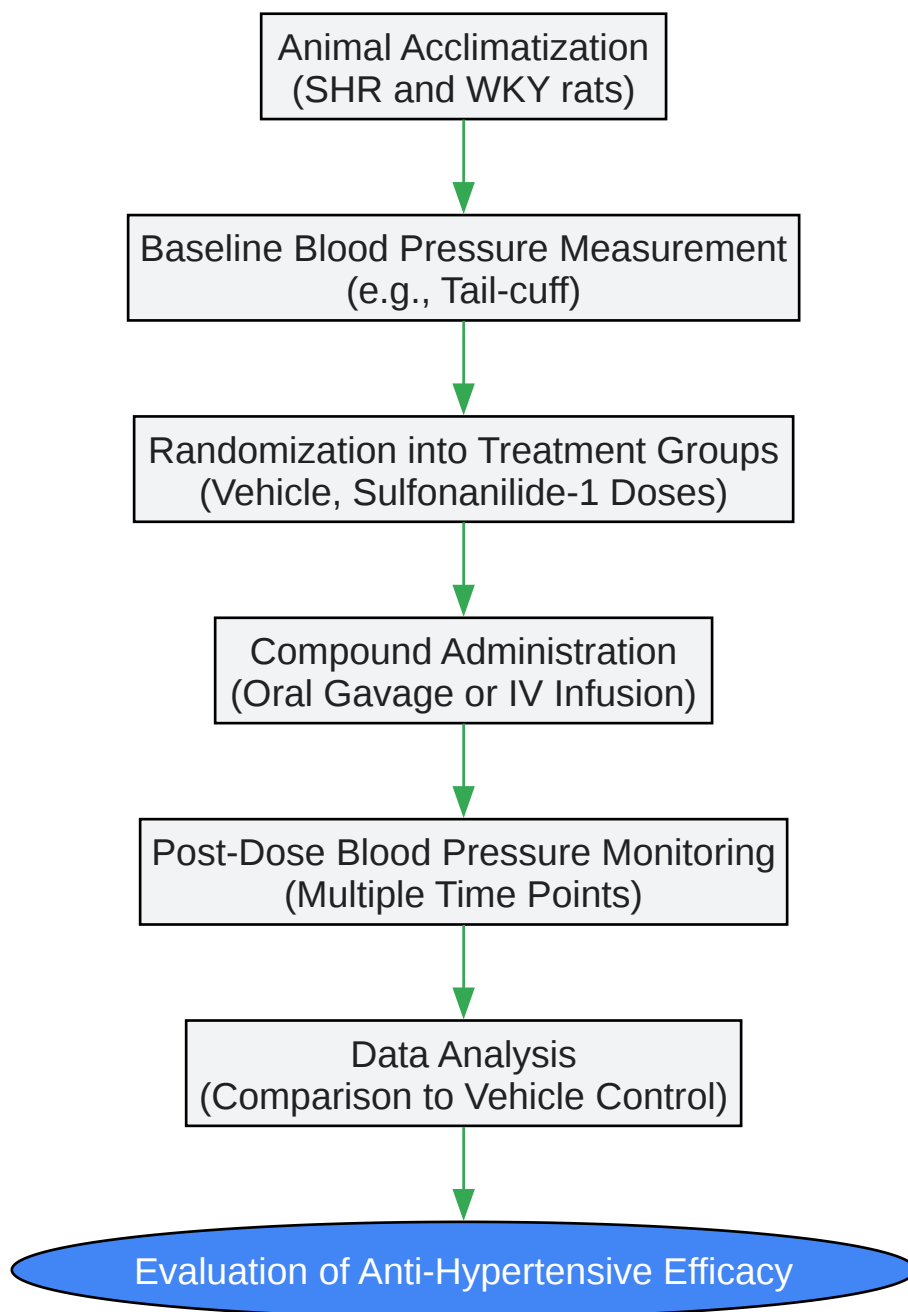 Animal Acclimatization
(SHR and WKY rats)
Baseline Blood Pressure Measurement
(e.g., Tail-cuff)
Randomization into Treatment Groups
(Vehicle, Sulfonanilide-1 Doses)
Compound Administration
(Oral Gavage or IV Infusion)
Post-Dose Blood Pressure Monitoring
(Multiple Time Points)
Data Analysis
(Comparison to Vehicle Control)
Evaluation of Anti-Hypertensive Efficacy